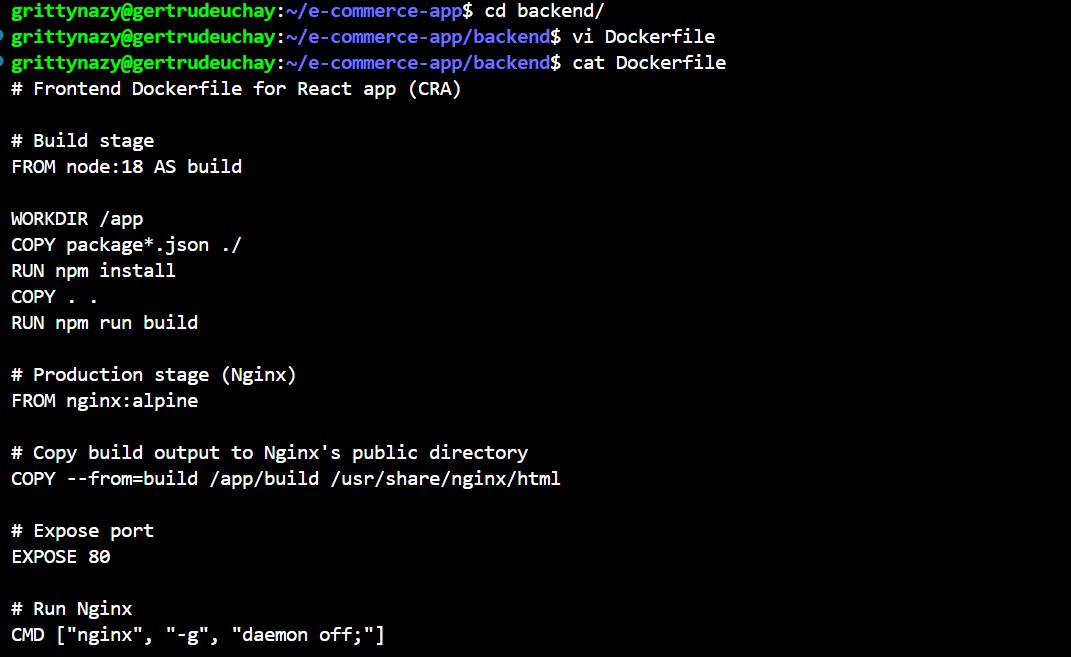 grittynazy@gertrudeuchay:~/e-commerce-app$ cd backend/
grittynazy@gertrudeuchay:~/e-commerce-app/backend$ vi Dockerfile
grittynazy@gertrudeuchay:~/e-commerce-app/backend$ cat Dockerfile
# Frontend Dockerfile for React app (CRA)
# Build stage
FROM node:18 AS build
WORKDIR /app
COPY package*.json ./
RUN npm install
COPY . .
RUN npm run build
# Production stage (Nginx)
FROM nginx:alpine
# Copy build output to Nginx's public directory
COPY --from=build /app/build /usr/share/nginx/html
# Expose port
EXPOSE 80
# Run Nginx
CMD ["nginx", "-g", "daemon off;"]